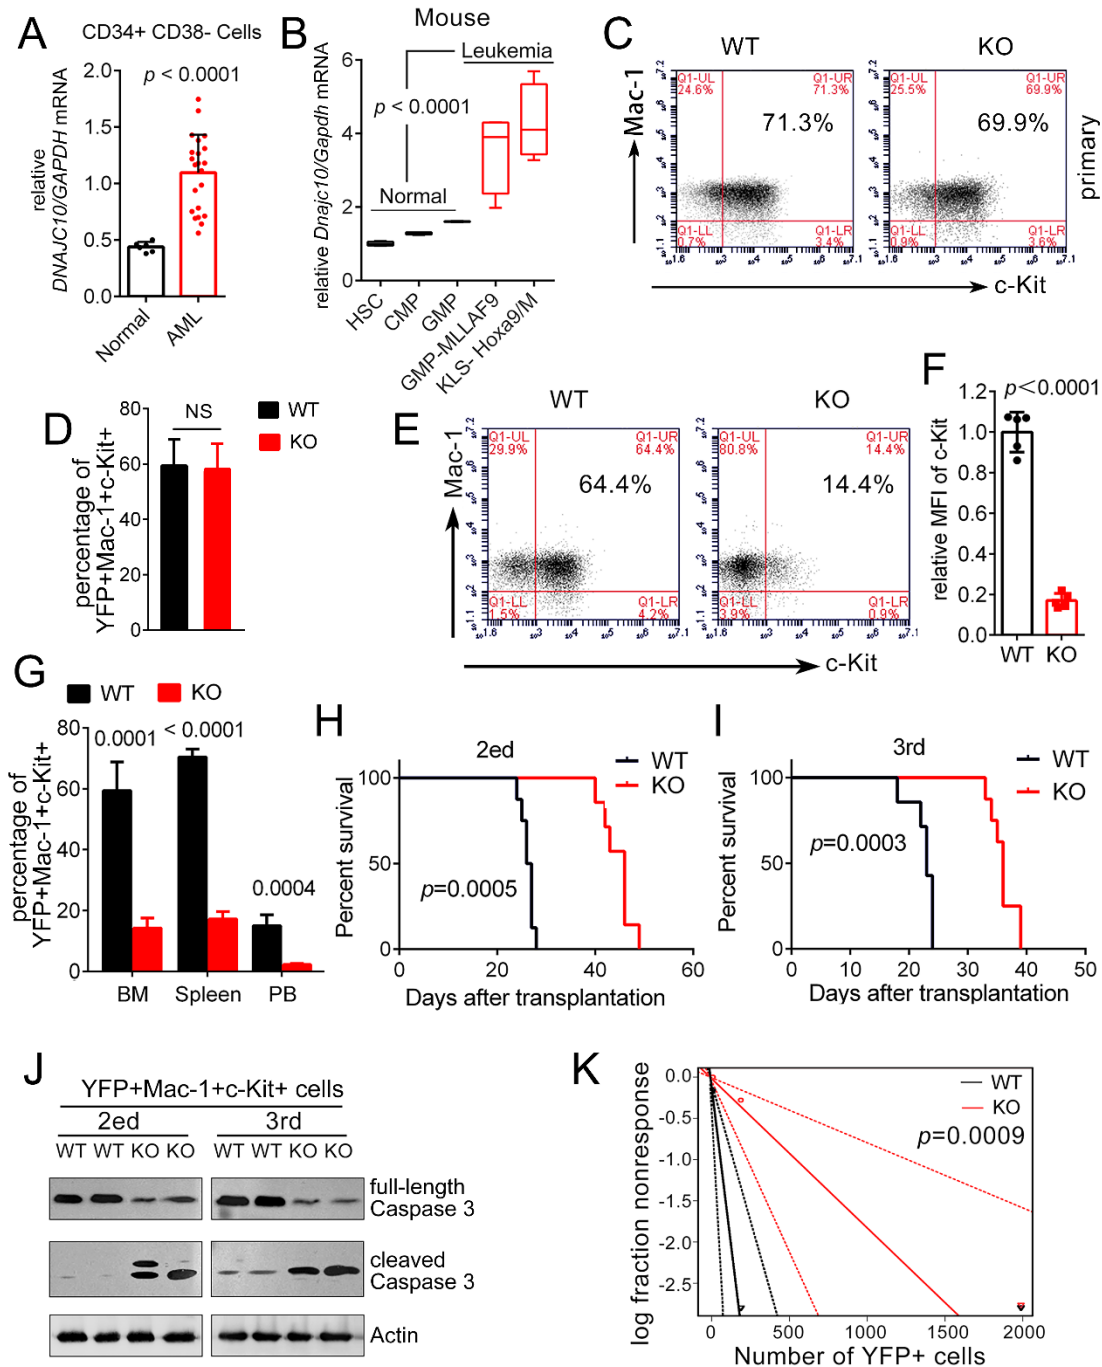 A
CD34+ CD38- Cells
relative
DNAJC10/GAPDH mRNA
p < 0.0001
2.0
1.5
1.0
0.5
0.0
Normal
AML
B
Mouse
Leukemia
relative Dnajc10/Gapdh mRNA
p < 0.0001
Normal
6
4
2
0
HSC
CMP
GMP
GMP-MLLAF9
KLS- Hoxa9/M
C
WT
KO
Mac-1
Q1-UL
24.6%
Q1-UR
71.3%
71.3%
Q1-LL
0.7%
Q1-LR
3.4%
Q1-UL
25.5%
Q1-UR
69.9%
69.9%
Q1-LL
0.9%
Q1-LR
3.6%
primary
c-Kit
D
percentage of
YFP+Mac-1+c-Kit+
80
60
40
20
0
NS
WT
KO
E
WT
KO
Mac-1
Q1-UL
29.9%
Q1-UR
64.4%
64.4%
Q1-LL
1.5%
Q1-LR
4.2%
Q1-UL
80.8%
Q1-UR
14.4%
14.4%
Q1-LL
3.9%
Q1-LR
0.9%
c-Kit
F
relative MFI of c-Kit
p<0.0001
1.2
1.0
0.8
0.6
0.4
0.2
0.0
WT
KO
G
WT
KO
percentage of
YFP+Mac-1+c-Kit+
80
60
40
20
0
0.0001
< 0.0001
0.0004
BM
Spleen
PB
H
2ed
WT
KO
Percent survival
100
50
0
p=0.0005
0 20 40 60
Days after transplantation
I
3rd
WT
KO
Percent survival
100
50
0
p=0.0003
0 10 20 30 40 50
Days after transplantation
J
YFP+Mac-1+c-Kit+ cells
2ed
3rd
WT WT KO KO
WT WT KO KO
full-length
Caspase 3
cleaved
Caspase 3
Actin
K
log fraction nonresponse
0.0
-0.5
-1.0
-1.5
-2.0
-2.5
WT
KO
p=0.0009
0 500 1000 1500 2000
Number of YFP+ cells